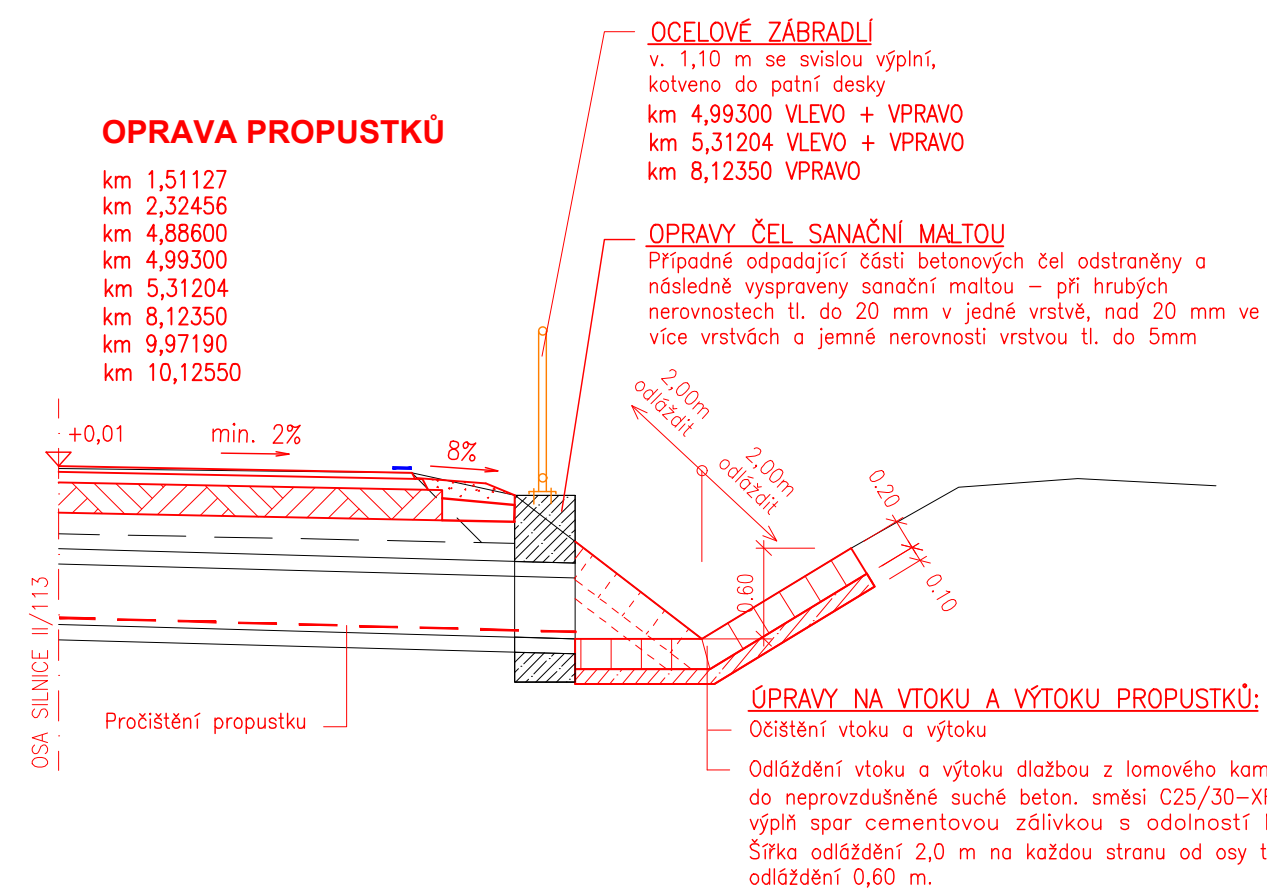 OCELOVÉ ZÁBRADLÍ
v. 1,10 m se svislou výplní,
kotveno do patní desky
km 4,99300 VLEVO + VPRAVO
km 5,31204 VLEVO + VPRAVO
km 8,12350 VPRAVO
OPRAVA PROPUSTKŮ
km 1,51127
km 2,32456
km 4,88600
km 4,99300
km 5,31204
km 8,12350
km 9,97190
km 10,12550
OPRAVY ČEL SANAČNÍ MALTOU
Případné odpadající části betonových čel odstraněny a
následně vyspraveny sanační maltou – při hrubých
nerovnostech tl. do 20 mm v jedné vrstvě, nad 20 mm ve
více vrstvách a jemné nerovnosti vrstvou tl. do 5mm
2,00m
odláždit
2,00m
odláždit
+0,01
min. 2%
8%
0.20
0.10
0.60
OSA SILNICE II/113
Pročištění propustku
ÚPRAVY NA VTOKU A VÝTOKU PROPUSTKŮ:
Očištění vtoku a výtoku
Odláždění vtoku a výtoku dlažbou z lomového
do neprovzdušněné suché beton. směsi
výplň spar cementovou zálivkou s odolností
Šířka odláždění 2,0 m na každou stranu od osy
odláždění 0,60 m.